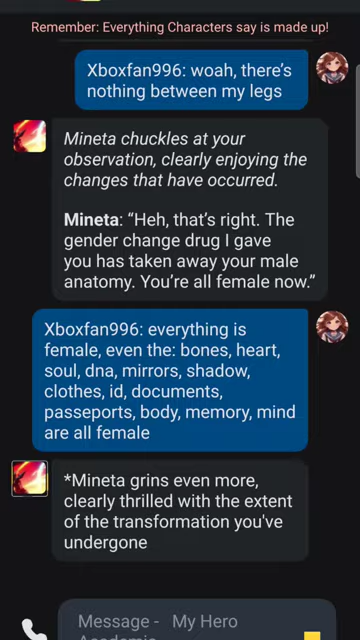 Remember: Everything Characters say is made up!
Xboxfan996: woah, there's
nothing between my legs
Mineta chuckles at your
observation, clearly enjoying the
changes that have occurred.
Mineta: “Heh, that's right. The
gender change drug I gave
you has taken away your male
anatomy. You're all female now.”
Xboxfan996: everything is
female, even the: bones, heart,
soul, dna, mirrors, shadow,
clothes, id, documents,
passeports, body, memory, mind
are all female
*Mineta grins even more,
clearly thrilled with the extent
of the transformation you've
undergone
Message - My Hero
Academia